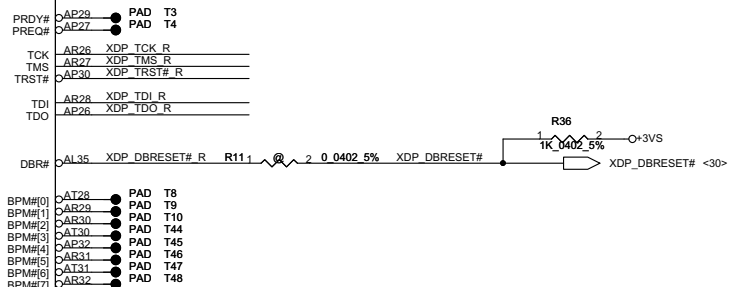 PRDY# AP29 PAD T3
PREQ# AP27 PAD T4
TCK AR26 XDP_TCK_R
TMS AR27 XDP_TMS_R
TRST# AP30 XDP_TRST#_R
TDI AR28 XDP_TDI_R
TDO AP26 XDP_TDO_R
R36
1 2 +3VS
1K_0402_5%
DBR# AL35 XDP_DBRESET#_R R11 1 @ 2 0_0402_5% XDP_DBRESET# XDP_DBRESET# <30>
BPM#[0] AT28 PAD T8
BPM#[1] AR29 PAD T9
BPM#[2] AR30 PAD T10
BPM#[3] AT30 PAD T44
BPM#[4] AP32 PAD T45
BPM#[5] AR31 PAD T46
BPM#[6] AT31 PAD T47
BPM#[7] AR32 PAD T48